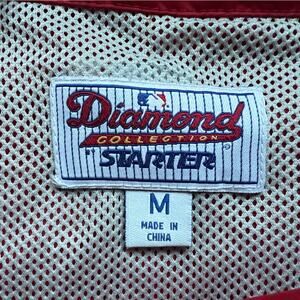 Diamond
COLLECTION
STARTER
M
MADE IN
CHINA